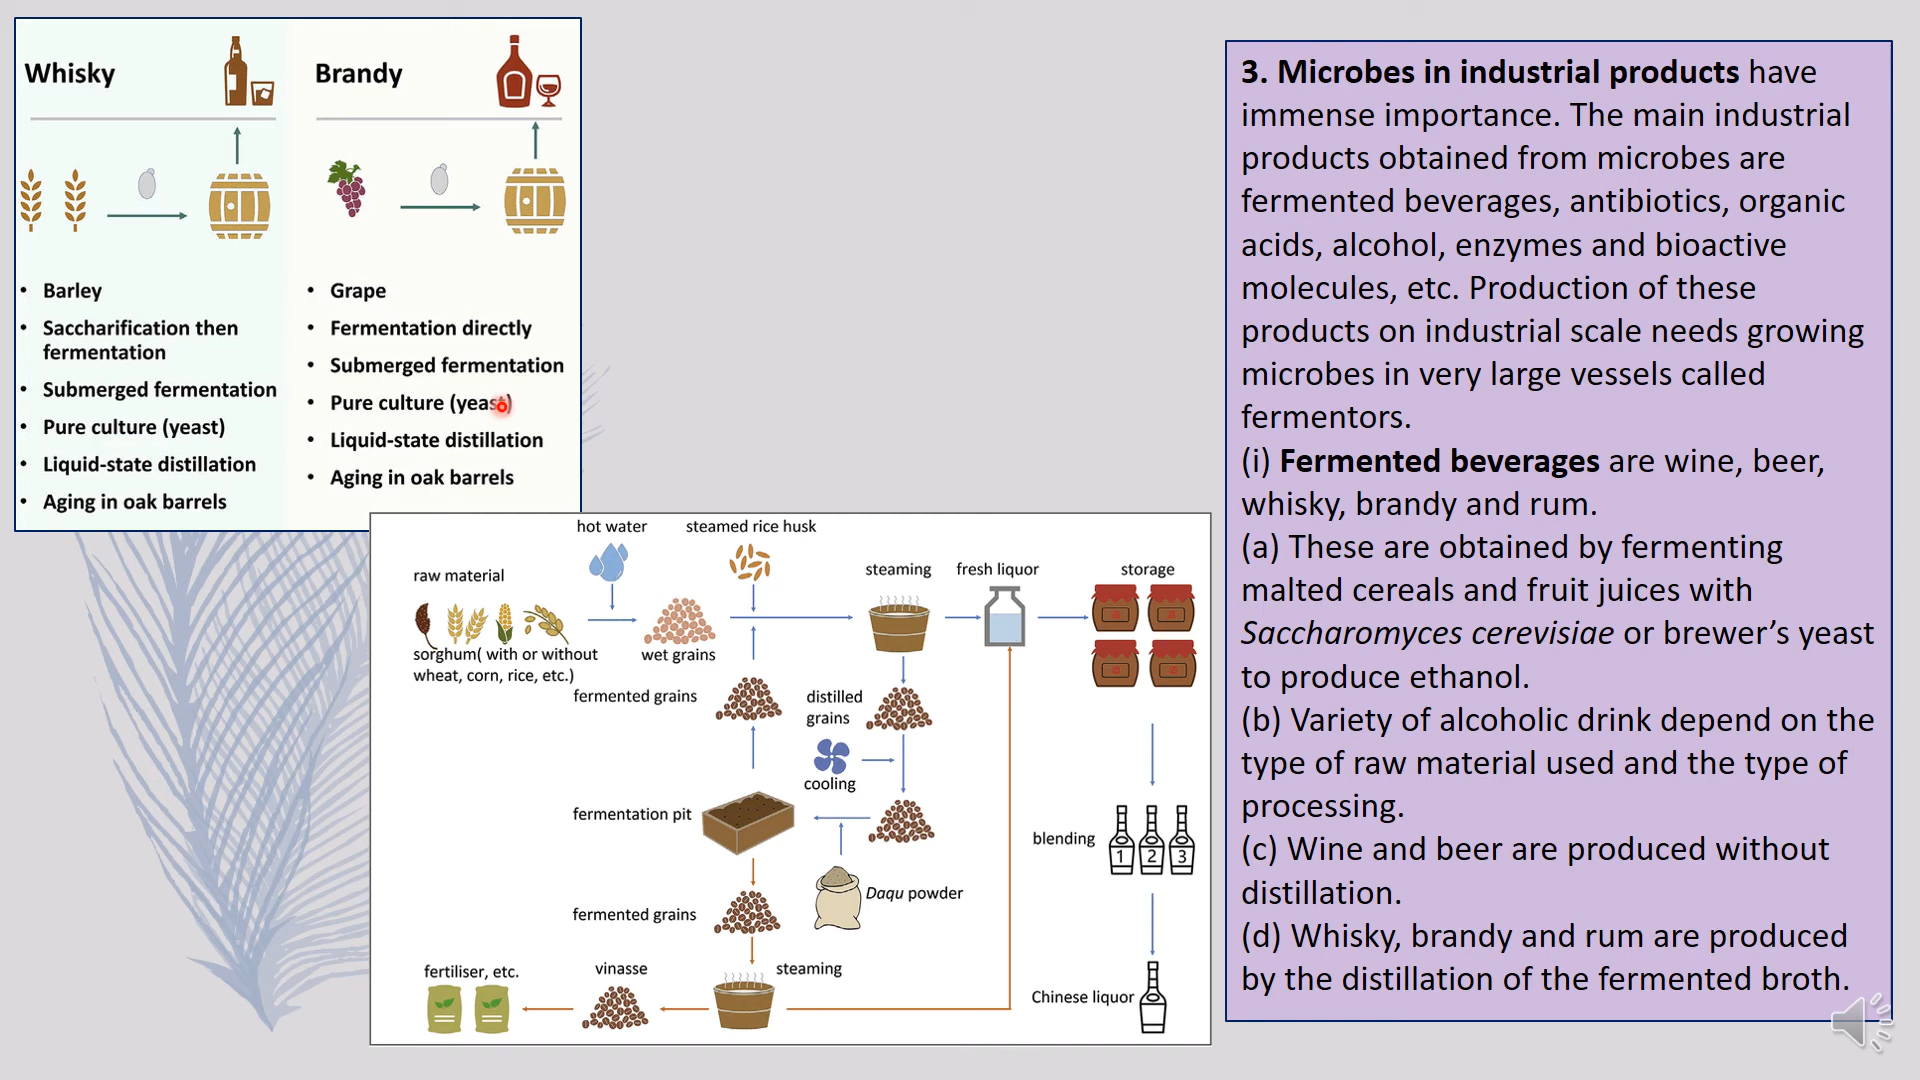 Whisky
Barley
Saccharification then
fermentation
Submerged fermentation
Pure culture (yeast)
Liquid-state distillation
Aging in oak barrels
Brandy
Grape
Fermentation directly
Submerged fermentation
Pure culture (yeast)
Liquid-state distillation
Aging in oak barrels
hot water
steamed rice husk
raw material
steaming
fresh liquor
storage
sorghum( with or without
wheat, corn, rice, etc.)
wet grains
fermented grains
distilled
grains
cooling
fermentation pit
blending
1 2 3
Daqu powder
fermented grains
fertiliser, etc.
vinasse
steaming
Chinese liquor
3. Microbes in industrial products have
immense importance. The main industrial
products obtained from microbes are
fermented beverages, antibiotics, organic
acids, alcohol, enzymes and bioactive
molecules, etc. Production of these
products on industrial scale needs growing
microbes in very large vessels called
fermentors.
(i) Fermented beverages are wine, beer,
whisky, brandy and rum.
(a) These are obtained by fermenting
malted cereals and fruit juices with
Saccharomyces cerevisiae or brewer’s yeast
to produce ethanol.
(b) Variety of alcoholic drink depend on the
type of raw material used and the type of
processing.
(c) Wine and beer are produced without
distillation.
(d) Whisky, brandy and rum are produced
by the distillation of the fermented broth.